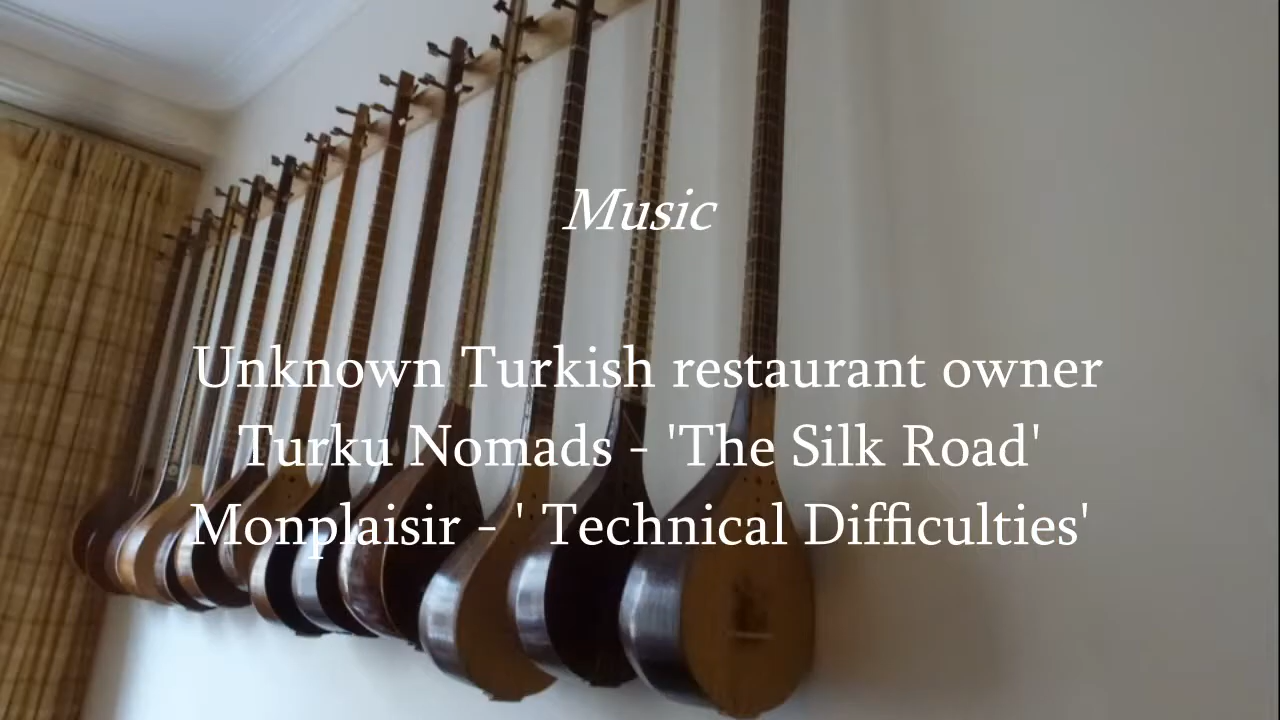 Music
Unknown Turkish restaurant owner
Turku Nomads - 'The Silk Road'
Monplaisir - ' Technical Difficulties'